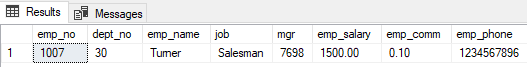 Results Messages
emp_no dept_no emp_name job mgr emp_salary emp_comm emp_phone
1 1007 30 Turner Salesman 7698 1500.00 0.10 1234567896